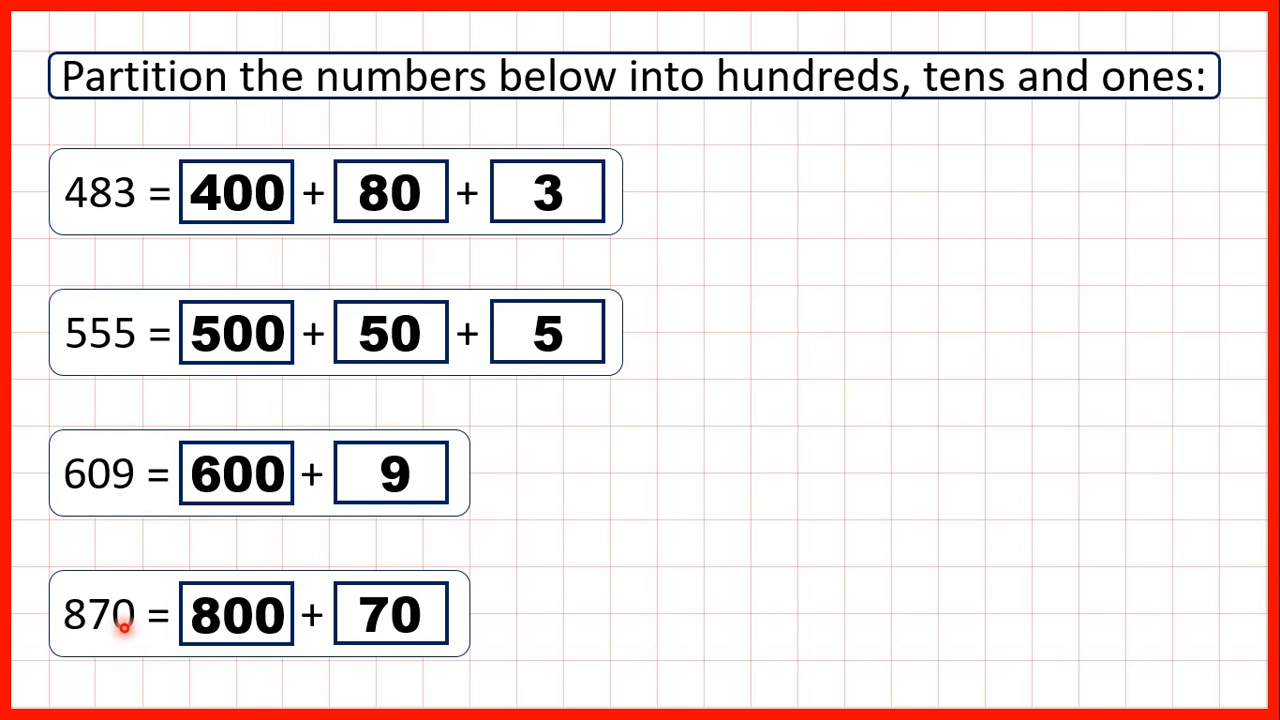 Partition the numbers below into hundreds, tens and ones:
483 = 400 + 80 + 3
555 = 500 + 50 + 5
609 = 600 + 9
870 = 800 + 70